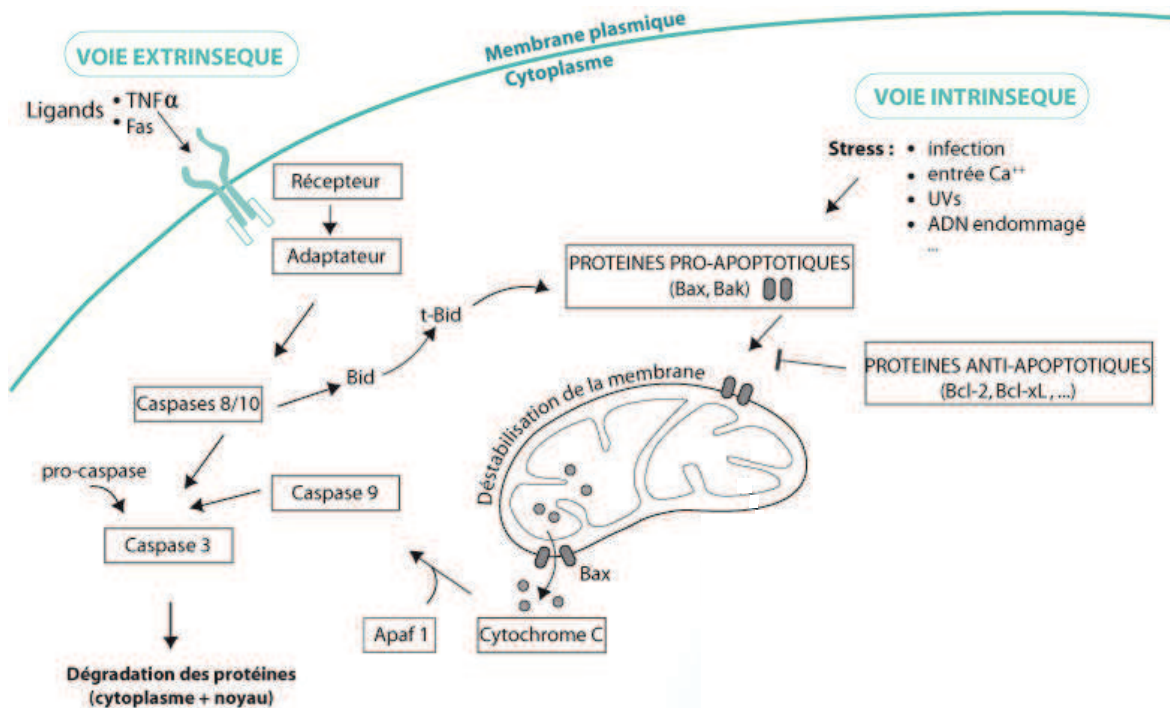 VOIE EXTRINSEQUE
Ligands
• TNFα
• Fas
Membrane plasmique
Cytoplasme
VOIE INTRINSEQUE
Stress :
• infection
• entrée Ca⁺⁺
• UVs
• ADN endommagé
...
Récepteur
Adaptateur
PROTEINES PRO-APOPTOTIQUES
(Bax, Bak)
t-Bid
Bid
PROTEINES ANTI-APOPTOTIQUES
(Bcl-2, Bcl-xL, ...)
Caspases 8/10
Déstabilisation de la membrane
pro-caspase
Caspase 9
Caspase 3
Bax
Apaf 1
Cytochrome C
Dégradation des protéines
(cytoplasme + noyau)